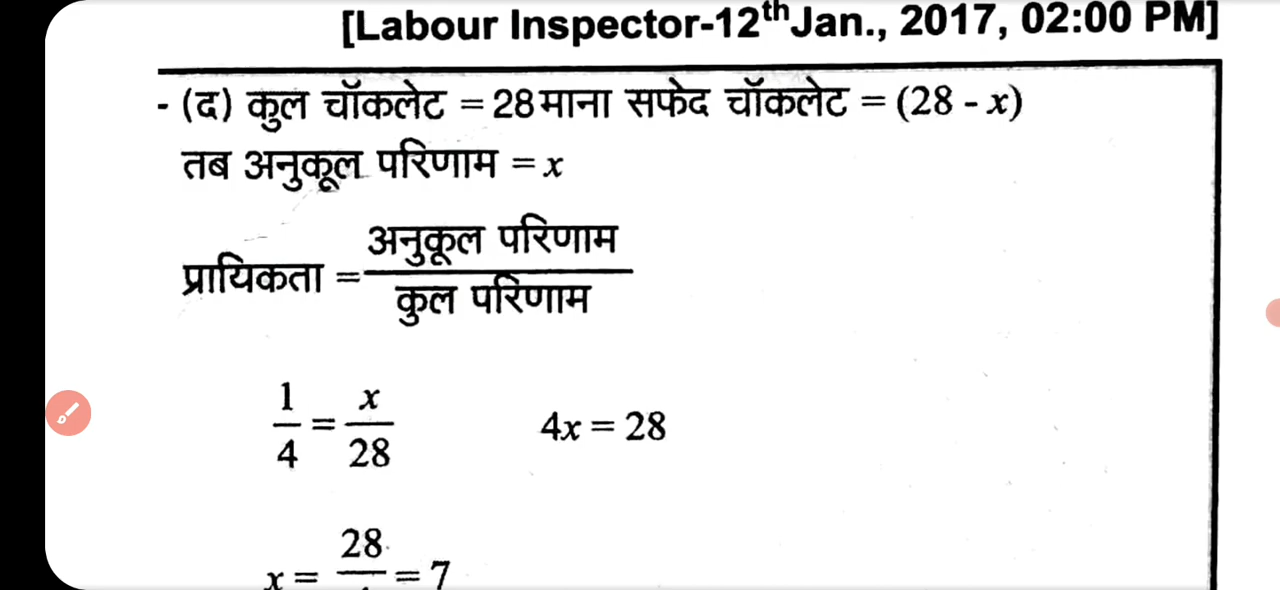 [Labour Inspector-12th Jan., 2017, 02:00 PM]
- (द) कुल चॉकलेट = 28 माना सफेद चॉकलेट = (28 - x)
तब अनुकूल परिणाम = x
प्रायिकता = अनुकूल परिणाम / कुल परिणाम
1/4 = x/28 4x = 28
x = 28/ = 7